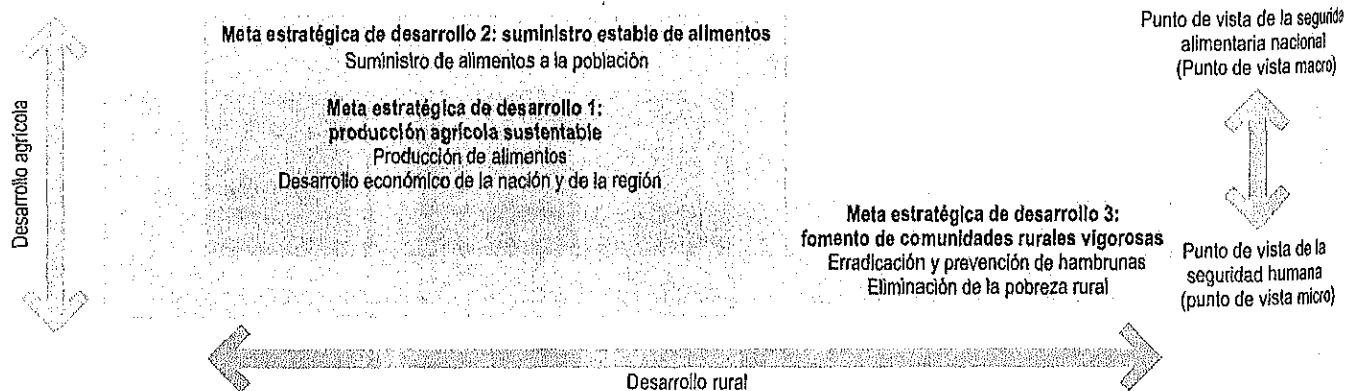 Meta estratégica de desarrollo 2: suministro estable de alimentos
Suministro de alimentos a la población
Meta estratégica de desarrollo 1:
producción agrícola sustentable
Producción de alimentos
Desarrollo económico de la nación y de la región
Meta estratégica de desarrollo 3:
fomento de comunidades rurales vigorosas
Erradicación y prevención de hambrunas
Eliminación de la pobreza rural
Desarrollo agrícola
Desarrollo rural
Punto de vista de la segurida
alimentaria nacional
(Punto de vista macro)
Punto de vista de la
seguridad humana
(punto de vista micro)